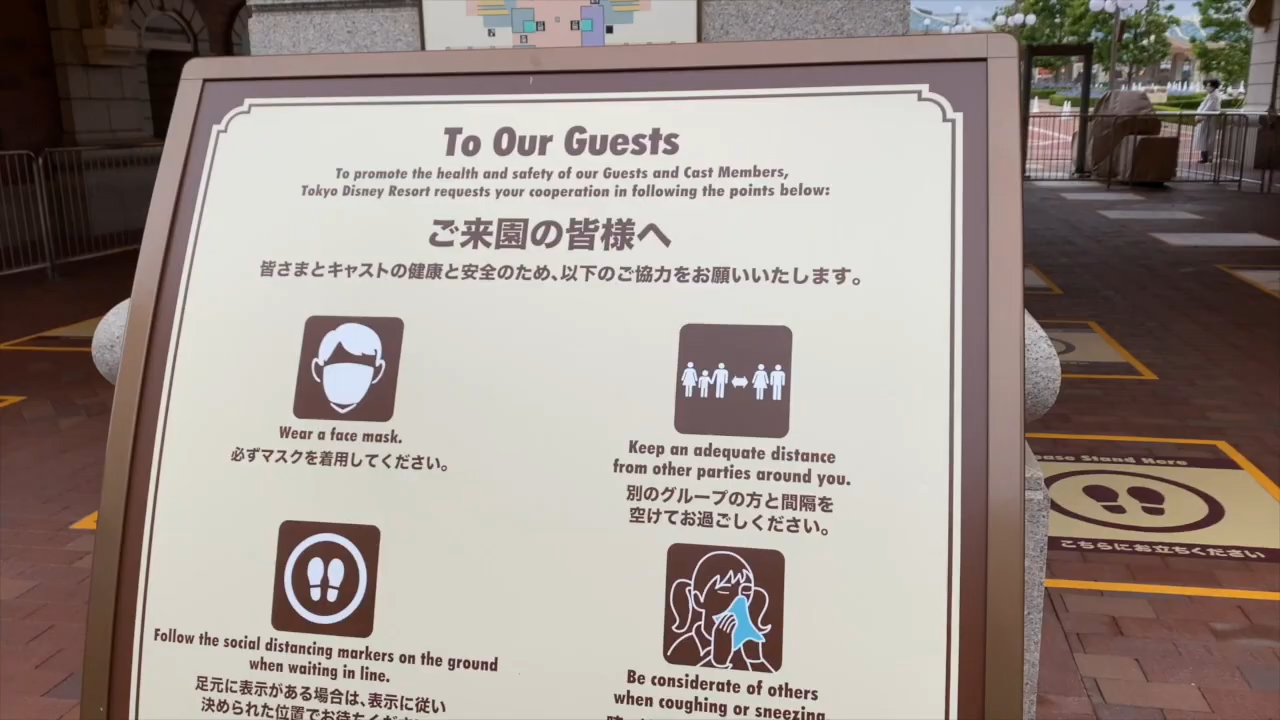 To Our Guests
To promote the health and safety of our Guests and Cast Members,
Tokyo Disney Resort requests your cooperation in following the points below:
ご来園の皆様へ
皆さまとキャストの健康と安全のため、以下のご協力をお願いいたします。
Wear a face mask.
必ずマスクを着用してください。
Keep an adequate distance
from other parties around you.
別のグループの方と間隔を
空けてお過ごしください。
Follow the social distancing markers on the ground
when waiting in line.
足元に表示がある場合は、表示に従い
決められた位置でお待ちくだ
Be considerate of others
when coughing or sneezing
Stand Here
こちらにお立ちください